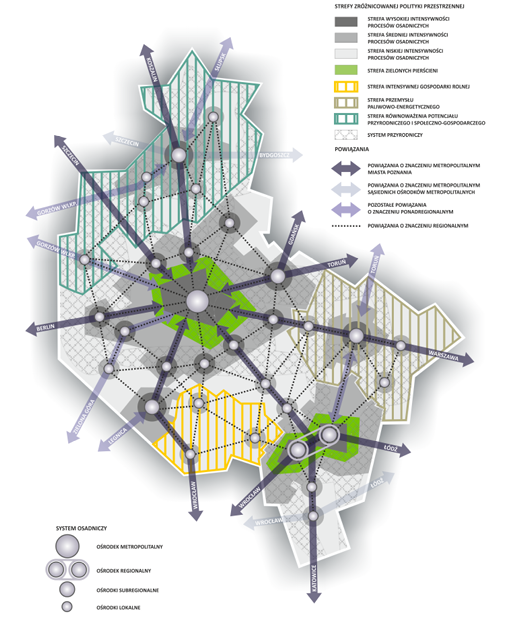 STREFY ZRÓŻNICOWANEJ POLITYKI PRZESTRZENNEJ
STREFA WYSOKIEJ INTENSYWNOŚCI
PROCESÓW OSADNICZYCH
STREFA ŚREDNIEJ INTENSYWNOŚCI
PROCESÓW OSADNICZYCH
STREFA NISKIEJ INTENSYWNOŚCI
PROCESÓW OSADNICZYCH
STREFA ZIELONYCH PIERŚCIENI
STREFA INTENSYWNEJ GOSPODARKI ROLNEJ
STREFA PRZEMYSŁU
PALIWOWO-ENERGETYCZNEGO
STREFA RÓWNOWAŻENIA POTENCJAŁU
PRZYRODNICZEGO I SPOŁECZNO-GOSPODARCZEGO
SYSTEM PRZYRODNICZY
POWIĄZANIA
POWIĄZANIA O ZNACZENIU METROPOLITALNYM
MIASTA POZNANIA
POWIĄZANIA O ZNACZENIU METROPOLITALNYM
SĄSIEDNICH OŚRODKÓW METROPOLITALNYCH
POZOSTAŁE POWIĄZANIA
O ZNACZENIU PONADREGIONALNYM
POWIĄZANIA O ZNACZENIU REGIONALNYM
KOSZALIN
SŁUPSK
SZCZECIN
SZCZECIN
BYDGOSZCZ
GORZÓW WLKP.
GORZÓW WLKP.
GDAŃSK
TORUŃ
TORUŃ
BERLIN
WARSZAWA
ZIELONA GÓRA
LEGNICA
WROCŁAW
WROCŁAW
WROCŁAW
ŁÓDŹ
ŁÓDŹ
KATOWICE
SYSTEM OSADNICZY
OŚRODEK METROPOLITALNY
OŚRODEK REGIONALNY
OŚRODKI SUBREGIONALNE
OŚRODKI LOKALNE